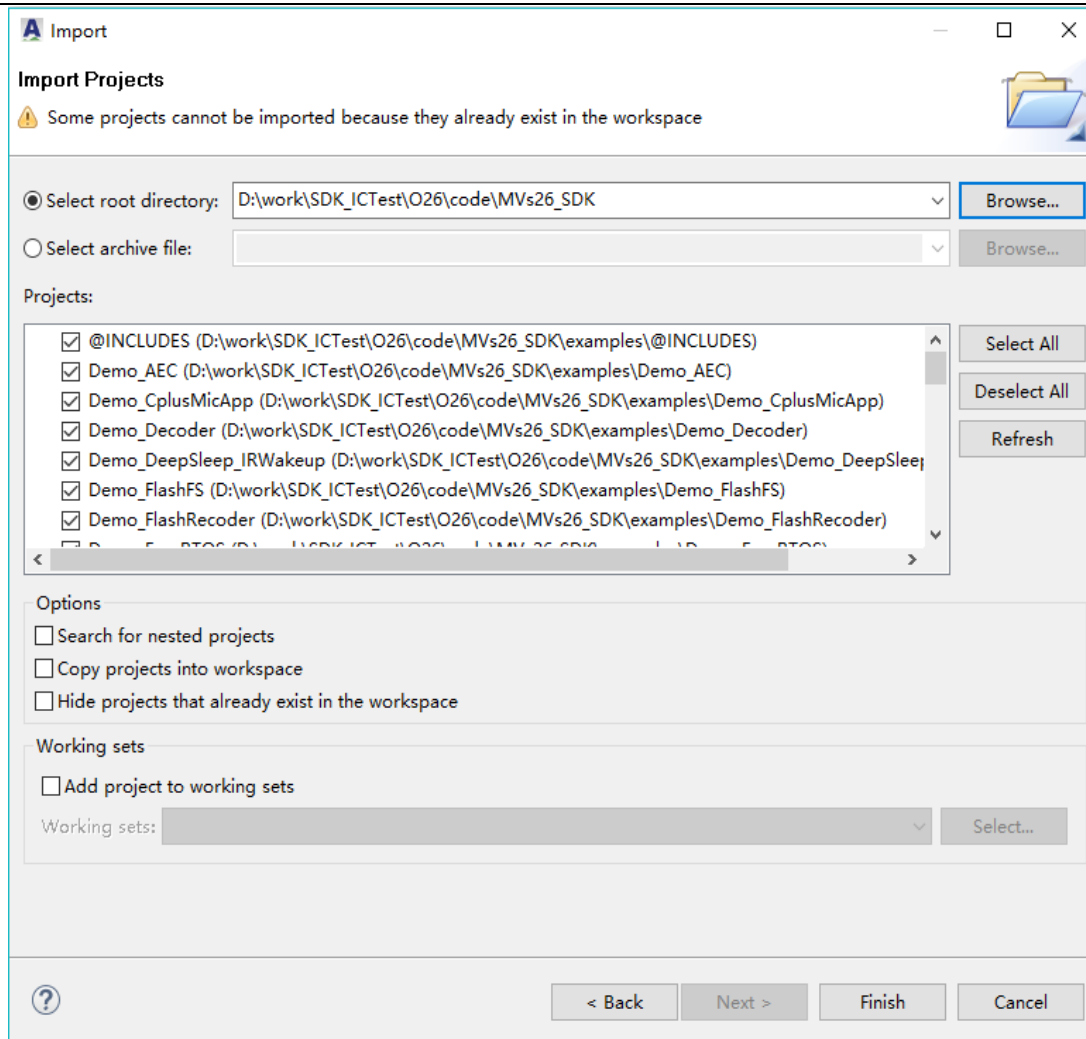 Import
Import Projects
Some projects cannot be imported because they already exist in the workspace
Select root directory: D:\work\SDK_ICTest\O26\code\MVs26_SDK Browse...
Select archive file: Browse...
Projects:
@INCLUDES (D:\work\SDK_ICTest\O26\code\MVs26_SDK\examples\@INCLUDES)
Demo_AEC (D:\work\SDK_ICTest\O26\code\MVs26_SDK\examples\Demo_AEC)
Demo_CplusMicApp (D:\work\SDK_ICTest\O26\code\MVs26_SDK\examples\Demo_CplusMicApp)
Demo_Decoder (D:\work\SDK_ICTest\O26\code\MVs26_SDK\examples\Demo_Decoder)
Demo_DeepSleep_IRWakeup (D:\work\SDK_ICTest\O26\code\MVs26_SDK\examples\Demo_DeepSleep
Demo_FlashFS (D:\work\SDK_ICTest\O26\code\MVs26_SDK\examples\Demo_FlashFS)
Demo_FlashRecoder (D:\work\SDK_ICTest\O26\code\MVs26_SDK\examples\Demo_FlashRecoder)
Select All
Deselect All
Refresh
Options
Search for nested projects
Copy projects into workspace
Hide projects that already exist in the workspace
Working sets
Add project to working sets
Working sets: Select...
< Back Next > Finish Cancel